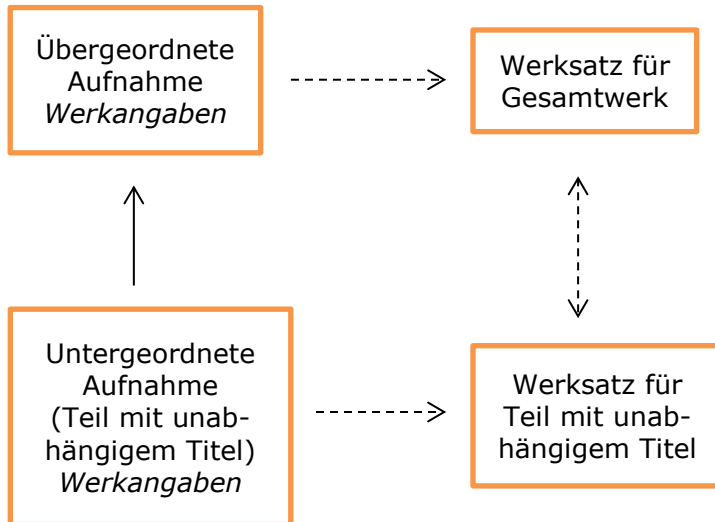 Übergeordnete
Aufnahme
Werkangaben
Werksatz für
Gesamtwerk
Untergeordnete
Aufnahme
(Teil mit unab-
hängigem Titel)
Werkangaben
Werksatz für
Teil mit unab-
hängigem Titel